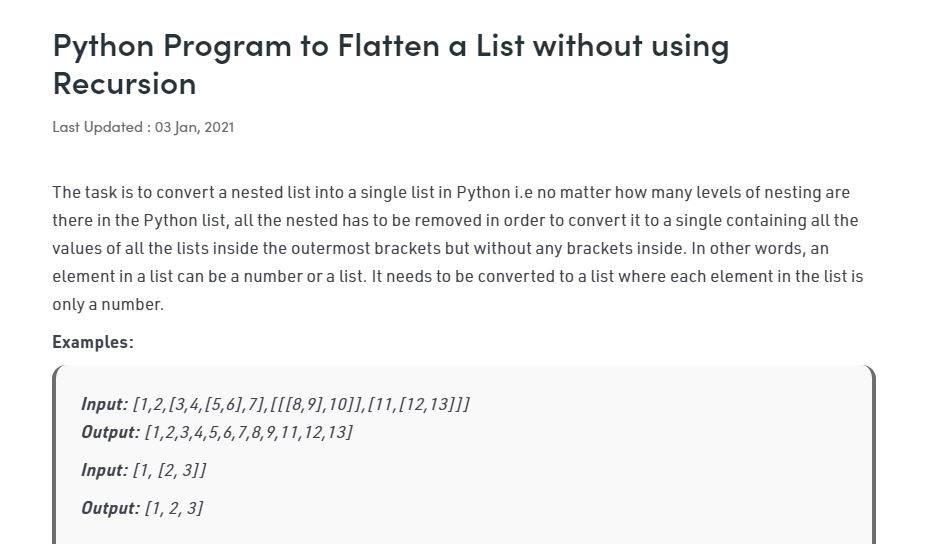 Python Program to Flatten a List without using
Recursion
Last Updated : 03 Jan, 2021
The task is to convert a nested list into a single list in Python i.e no matter how many levels of nesting are
there in the Python list, all the nested has to be removed in order to convert it to a single containing all the
values of all the lists inside the outermost brackets but without any brackets inside. In other words, an
element in a list can be a number or a list. It needs to be converted to a list where each element in the list is
only a number.
Examples:
Input: [1,2,[3,4,[5,6],7],[[[8,9],10]],[11,[12,13]]]
Output: [1,2,3,4,5,6,7,8,9,11,12,13]
Input: [1, [2, 3]]
Output: [1, 2, 3]